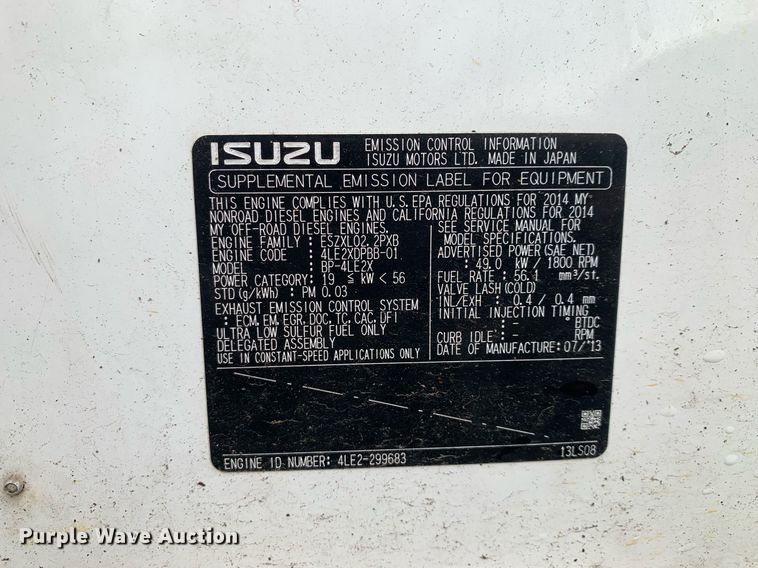 ISUZU
EMISSION CONTROL INFORMATION
ISUZU MOTORS LTD. MADE IN JAPAN
SUPPLEMENTAL EMISSION LABEL FOR EQUIPMENT
THIS ENGINE COMPLIES WITH U.S.EPA REGULATIONS FOR 2014 MY
NONROAD DIESEL ENGINES AND CALIFORNIA REGULATIONS FOR 2014
MY OFF-ROAD DIESEL ENGINES.
ENGINE FAMILY : ESZXL02.2PXB
ENGINE CODE : 4LE2XDPBB-01
MODEL : BP-4LE2X
POWER CATEGORY : 19 ≦ kW < 56
STD (g/kWh) : PM 0.03
EXHAUST EMISSION CONTROL SYSTEM
: ECM, EM, EGR, DOC, TC, CAC, DFI
ULTRA LOW SULFUR FUEL ONLY
DELEGATED ASSEMBLY
USE IN CONSTANT-SPEED APPLICATIONS ONLY
SEE SERVICE MANUAL FOR
MODEL SPECIFICATIONS.
ADVERTISED POWER (SAE NET)
: 49.0 kW / 1800 RPM
FUEL RATE : 56.1 mm³/st.
VALVE LASH (COLD)
INL/EXH : 0.4 / 0.4 mm
INITIAL INJECTION TIMING
: - °BTDC
CURB IDLE : - RPM
DATE OF MANUFACTURE: 07/'13
ENGINE ID NUMBER: 4LE2-299683
13LS08
Purple Wave Auction